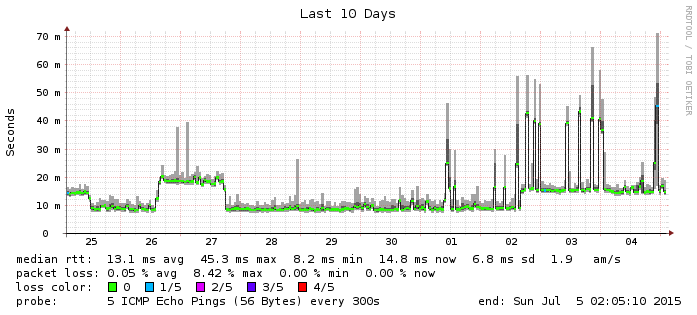 Last 10 Days
RRDTOOL / TOBI OETIKER
Seconds
70 m
60 m
50 m
40 m
30 m
20 m
10 m
0
25 26 27 28 29 30 01 02 03 04
median rtt: 13.1 ms avg 45.3 ms max 8.2 ms min 14.8 ms now 6.8 ms sd 1.9 am/s
packet loss: 0.05 % avg 8.42 % max 0.00 % min 0.00 % now
loss color: 0 1/5 2/5 3/5 4/5
probe: 5 ICMP Echo Pings (56 Bytes) every 300s end: Sun Jul 5 02:05:10 2015